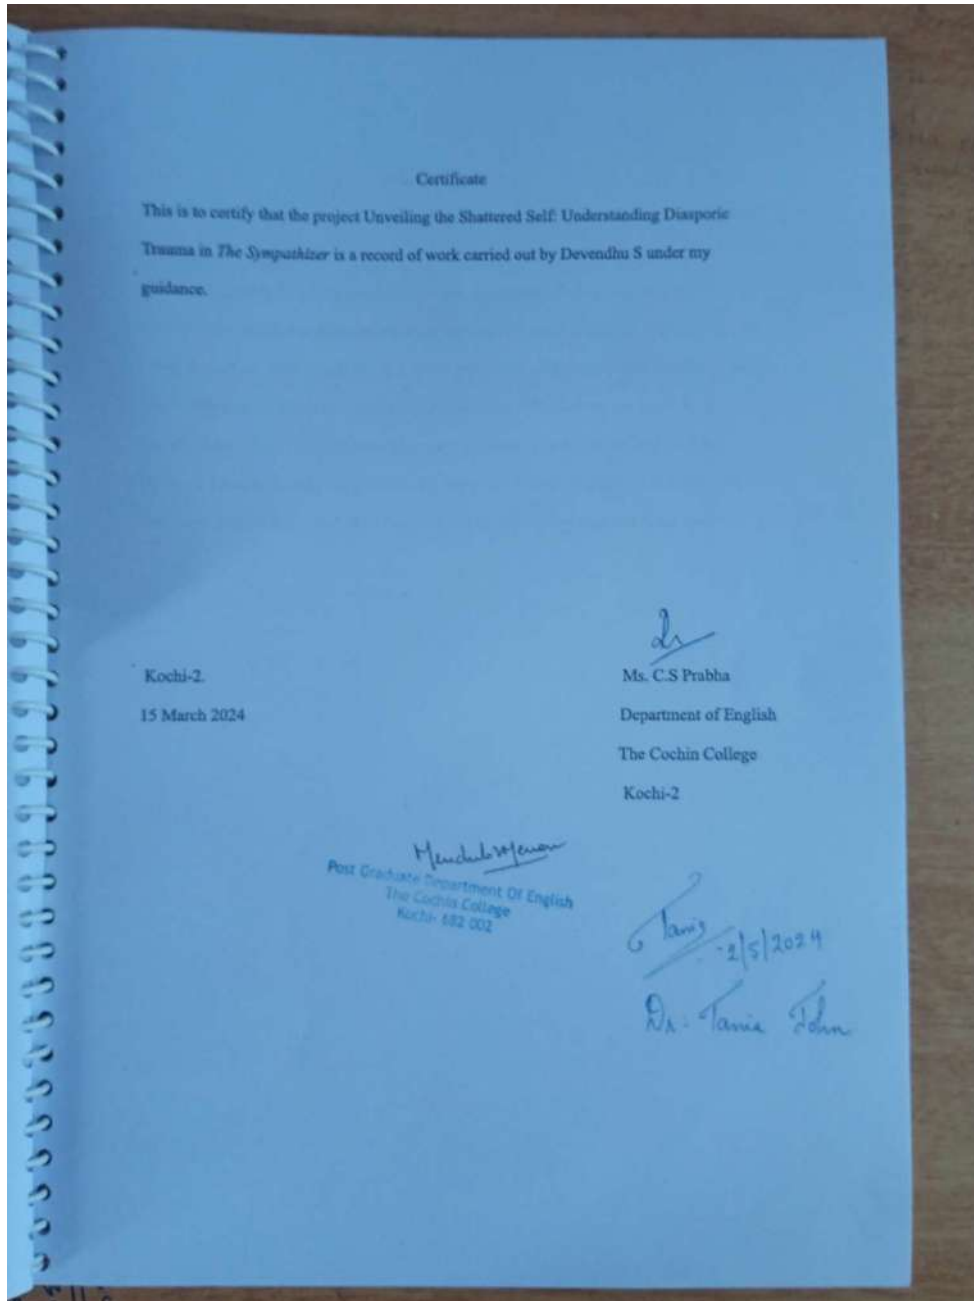 Certificate
This is to certify that the project Unveiling the Shattered Self: Understanding Diasporic
Trauma in The Sympathizer is a record of work carried out by Devendhu S under my
guidance.
Kochi-2.
15 March 2024
Ms. C.S Prabha
Department of English
The Cochin College
Kochi-2
Post Graduate Department Of English
The Cochin College
Kochi- 682 002
Tania
2/5/2024
Dr. Tania John